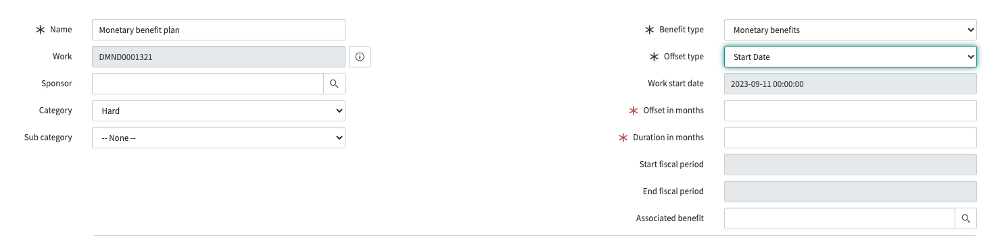 Name Monetary benefit plan
Work DMND0001321
Sponsor
Category Hard
Sub category -- None --
Benefit type Monetary benefits
Offset type Start Date
Work start date 2023-09-11 00:00:00
Offset in months
Duration in months
Start fiscal period
End fiscal period
Associated benefit